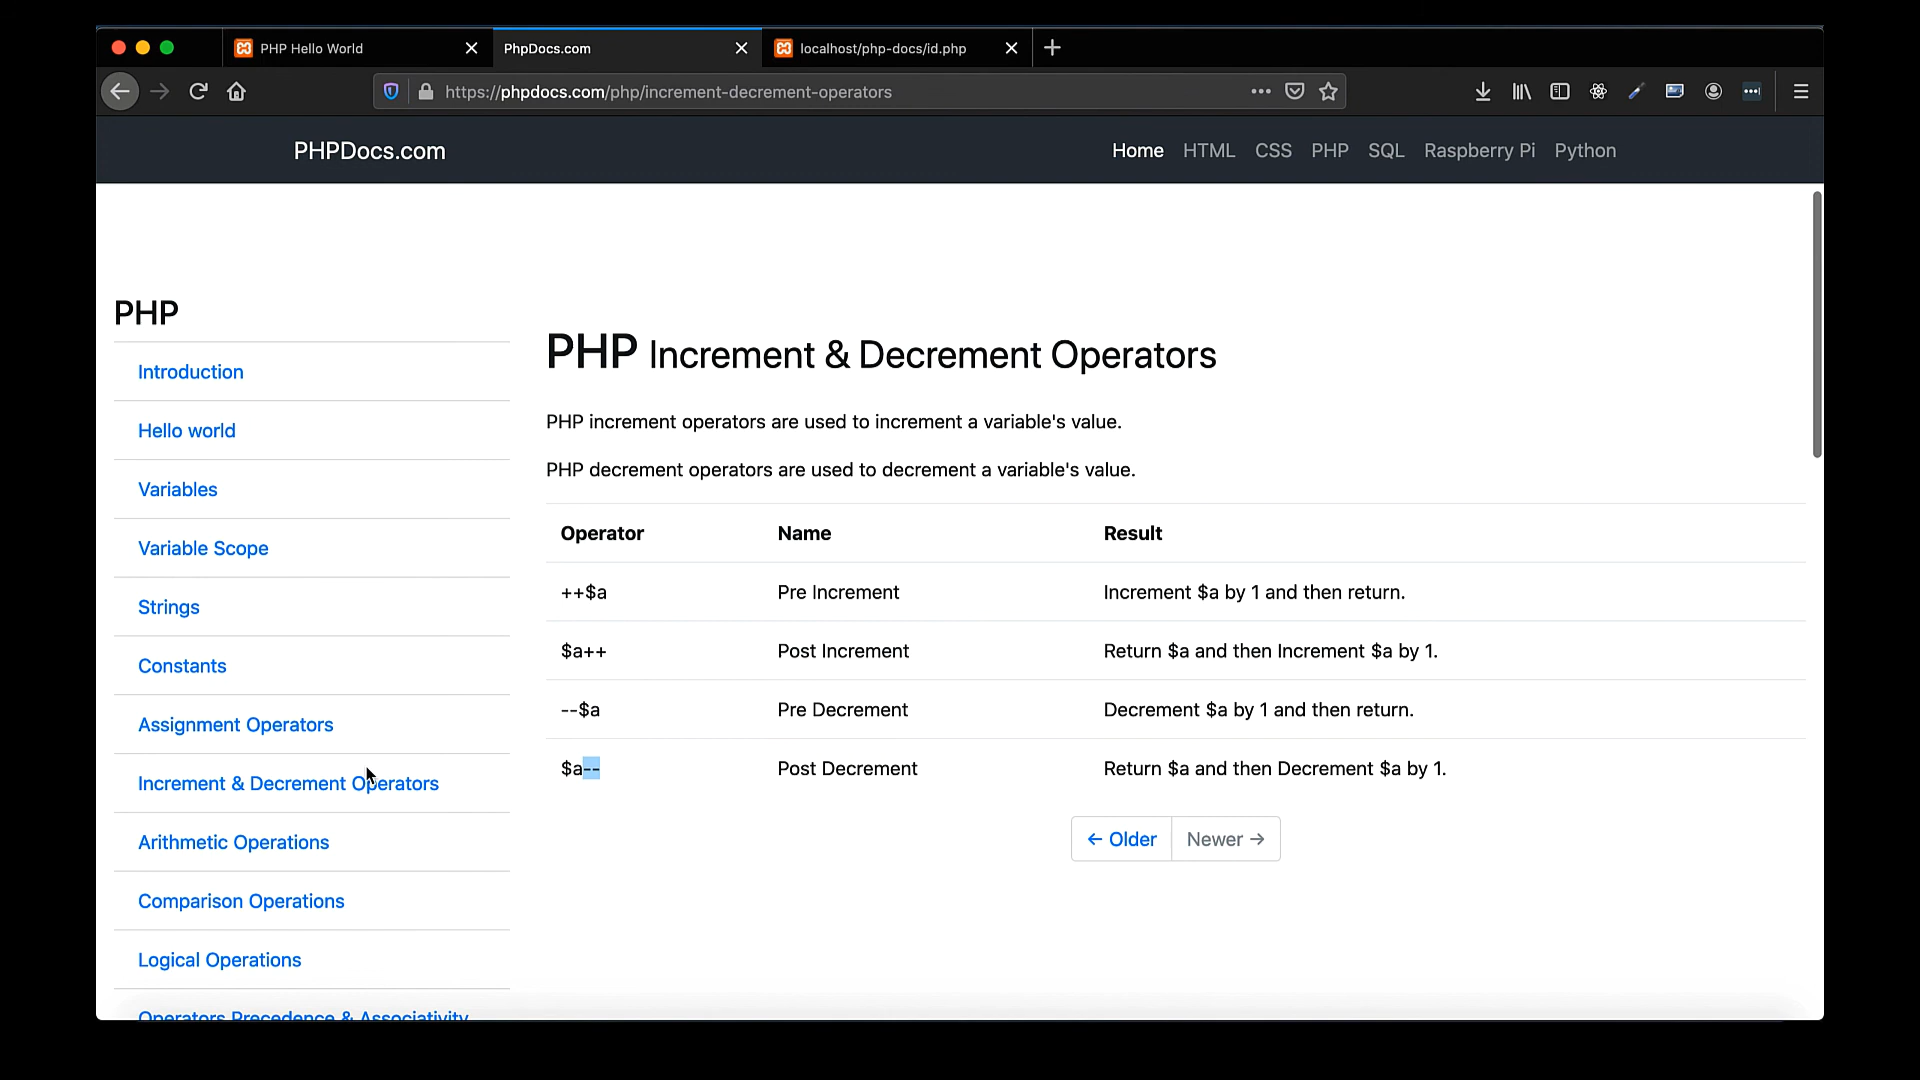 PHP Hello World
PhpDocs.com
localhost/php-docs/id.php
https://phpdocs.com/php/increment-decrement-operators
PHPDocs.com
Home HTML CSS PHP SQL Raspberry Pi Python
PHP
Introduction
Hello world
Variables
Variable Scope
Strings
Constants
Assignment Operators
Increment & Decrement Operators
Arithmetic Operations
Comparison Operations
Logical Operations
Operators Precedence & Associativity
PHP Increment & Decrement Operators
PHP increment operators are used to increment a variable's value.
PHP decrement operators are used to decrement a variable's value.
Operator Name Result
++$a Pre Increment Increment $a by 1 and then return.
$a++ Post Increment Return $a and then Increment $a by 1.
--$a Pre Decrement Decrement $a by 1 and then return.
$a-- Post Decrement Return $a and then Decrement $a by 1.
← Older Newer →